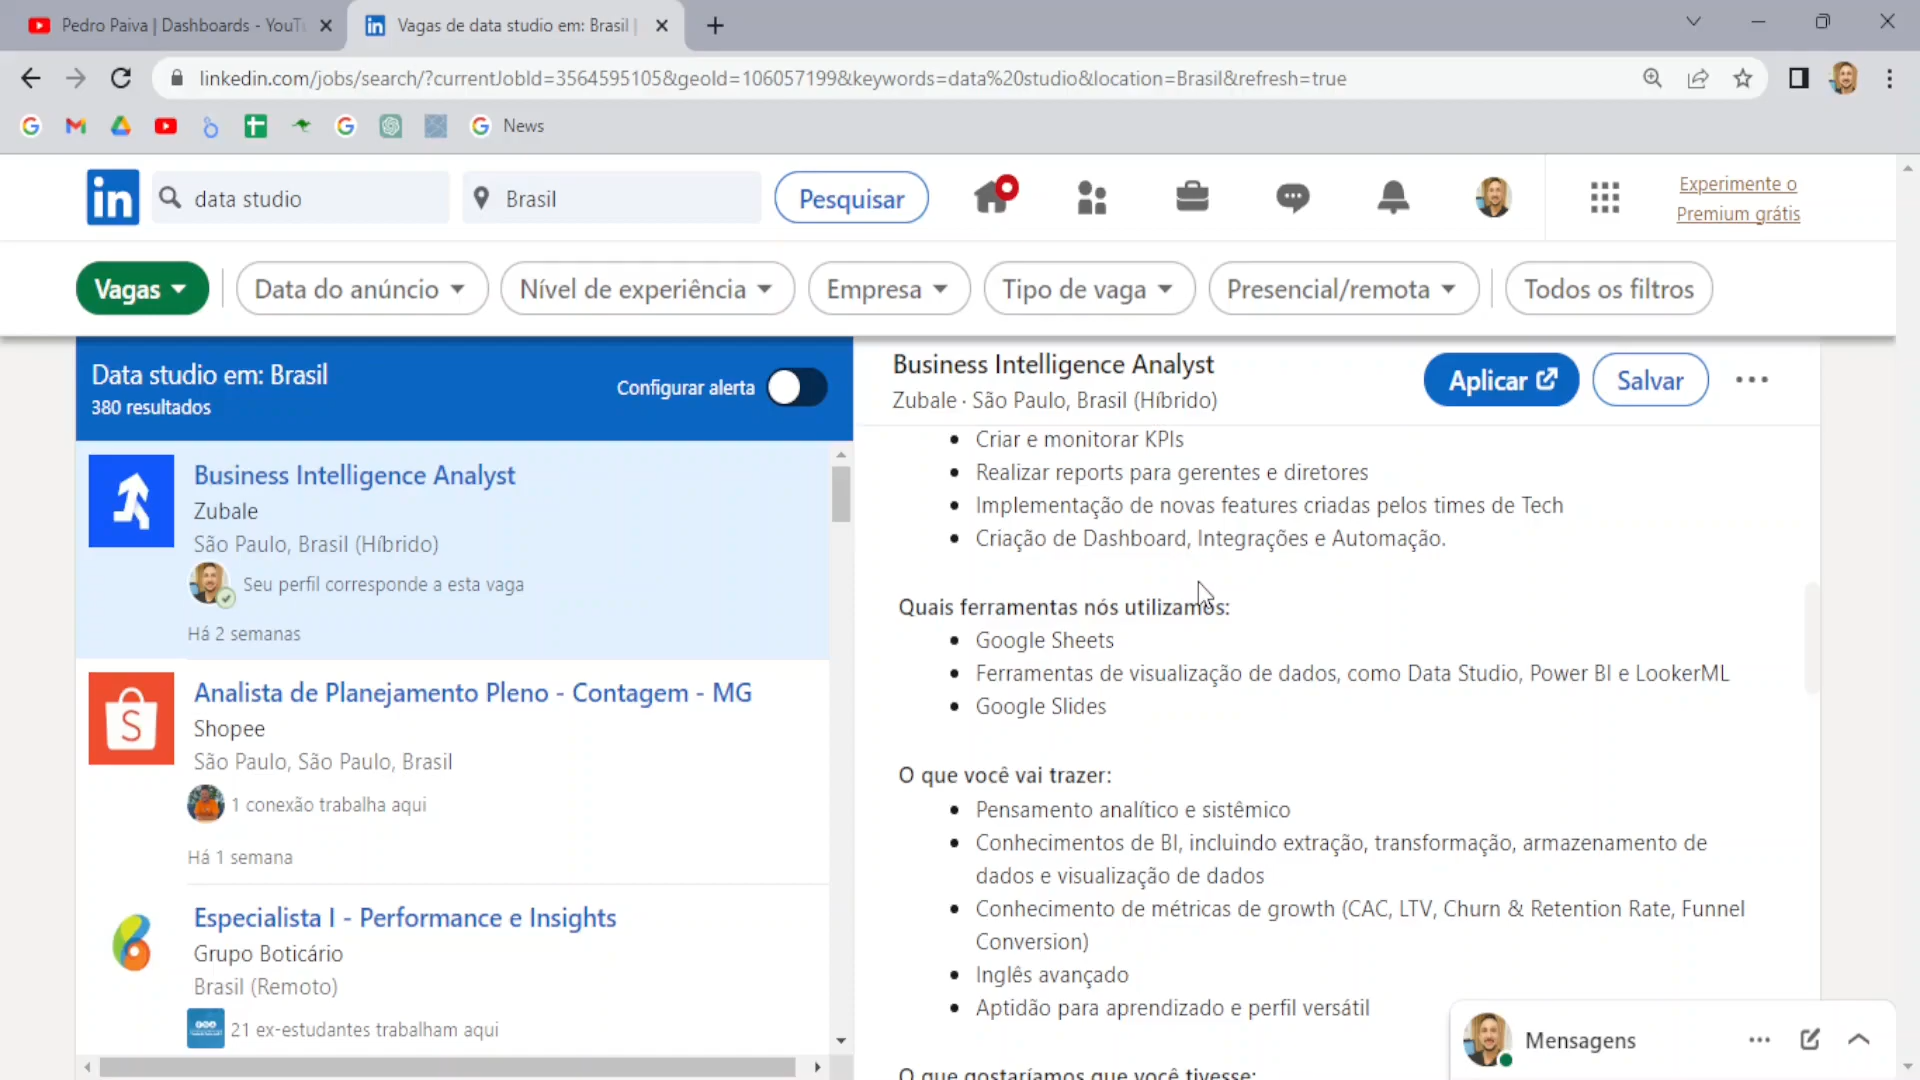 Pedro Paiva | Dashboards - YouTu
Vagas de data studio em: Brasil |
linkedin.com/jobs/search/?currentJobId=3564595105&geoId=106057199&keywords=data%20studio&location=Brasil&refresh=true
News
in
data studio
Brasil
Pesquisar
Experimente o
Premium grátis
Vagas
Data do anúncio
Nível de experiência
Empresa
Tipo de vaga
Presencial/remota
Todos os filtros
Data studio em: Brasil
380 resultados
Configurar alerta
Business Intelligence Analyst
Zubale
São Paulo, Brasil (Híbrido)
Seu perfil corresponde a esta vaga
Há 2 semanas
Analista de Planejamento Pleno - Contagem - MG
Shopee
São Paulo, São Paulo, Brasil
1 conexão trabalha aqui
Há 1 semana
Especialista I - Performance e Insights
Grupo Boticário
Brasil (Remoto)
21 ex-estudantes trabalham aqui
Business Intelligence Analyst
Zubale · São Paulo, Brasil (Híbrido)
Aplicar
Salvar
• Criar e monitorar KPIs
• Realizar reports para gerentes e diretores
• Implementação de novas features criadas pelos times de Tech
• Criação de Dashboard, Integrações e Automação.
Quais ferramentas nós utilizamos:
• Google Sheets
• Ferramentas de visualização de dados, como Data Studio, Power BI e LookerML
• Google Slides
O que você vai trazer:
• Pensamento analítico e sistêmico
• Conhecimentos de BI, incluindo extração, transformação, armazenamento de
dados e visualização de dados
• Conhecimento de métricas de growth (CAC, LTV, Churn & Retention Rate, Funnel
Conversion)
• Inglês avançado
• Aptidão para aprendizado e perfil versátil
O que gostaríamos que você tivesse:
Mensagens